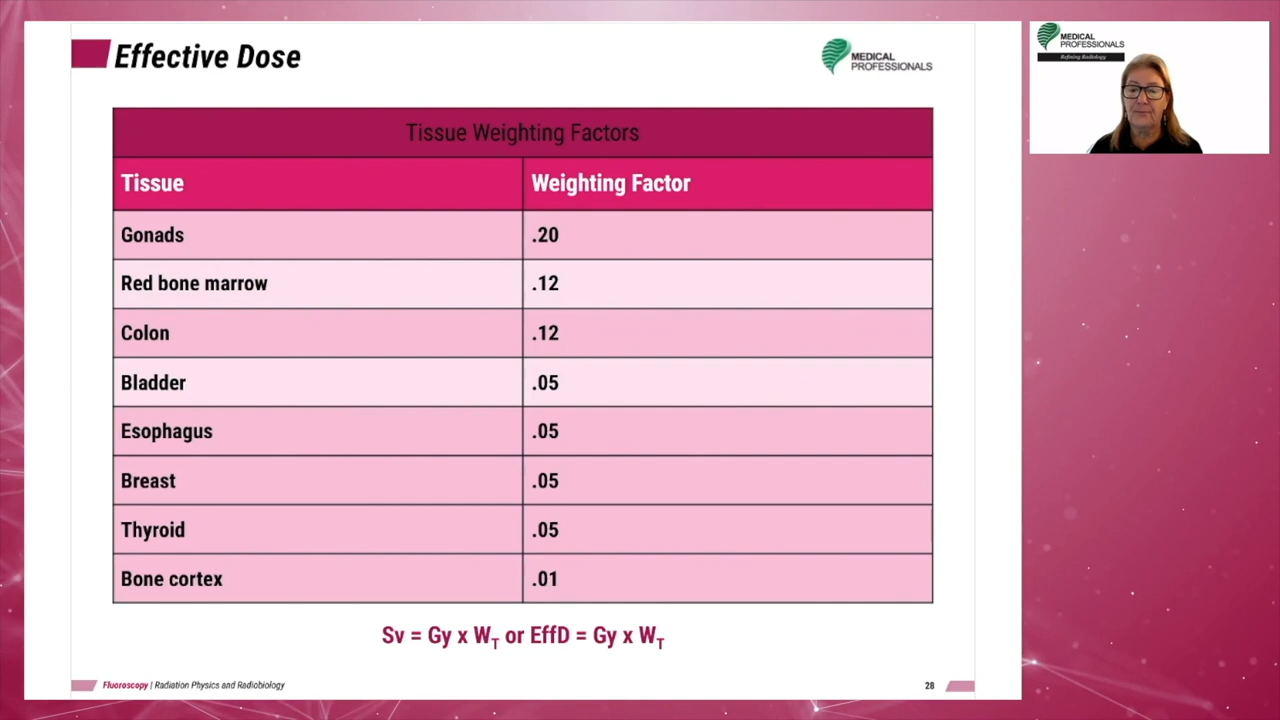 Effective Dose
MEDICAL
PROFESSIONALS
MEDICAL
PROFESSIONALS
Refining Radiology
Tissue Weighting Factors
Tissue Weighting Factor
Gonads .20
Red bone marrow .12
Colon .12
Bladder .05
Esophagus .05
Breast .05
Thyroid .05
Bone cortex .01
Sv = Gy x WT or EffD = Gy x WT
Fluoroscopy | Radiation Physics and Radiobiology 28